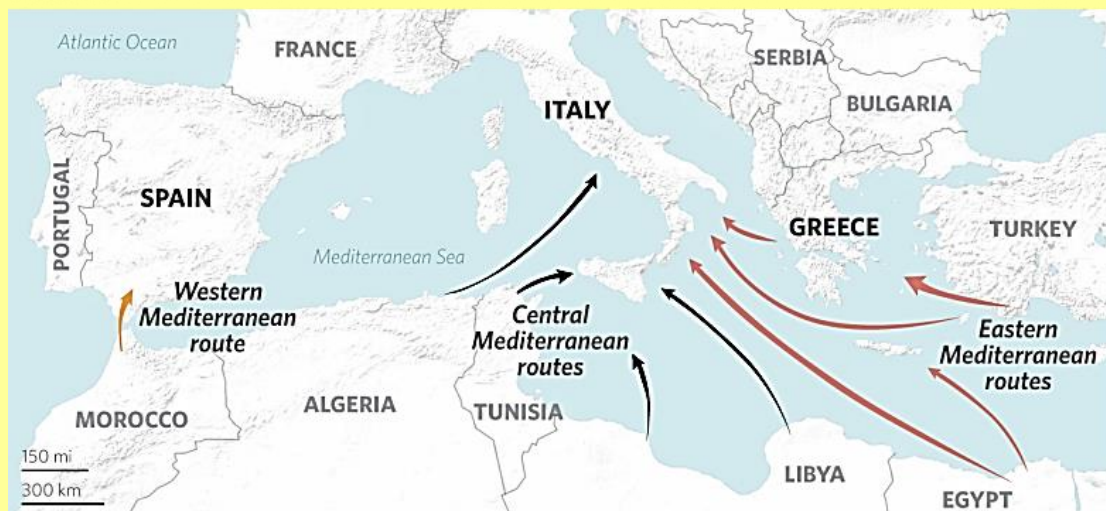 Atlantic Ocean
FRANCE
SERBIA
BULGARIA
ITALY
PORTUGAL
SPAIN
GREECE
TURKEY
Mediterranean Sea
Western
Mediterranean
route
Central
Mediterranean
routes
Eastern
Mediterranean
routes
MOROCCO
ALGERIA
TUNISIA
LIBYA
EGYPT
150 mi
300 km